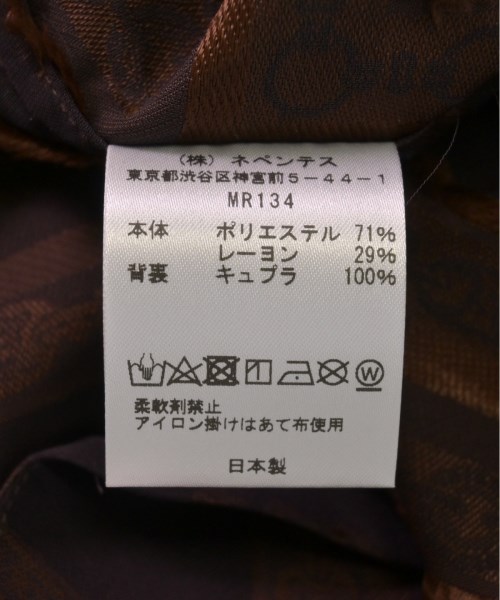 (株) ネペンテス
東京都渋谷区神宮前5-44-1
MR134
本体 ポリエステル 71%
レーヨン 29%
背裏 キュプラ 100%
W
柔軟剤禁止
アイロン掛けはあて布使用
日本製